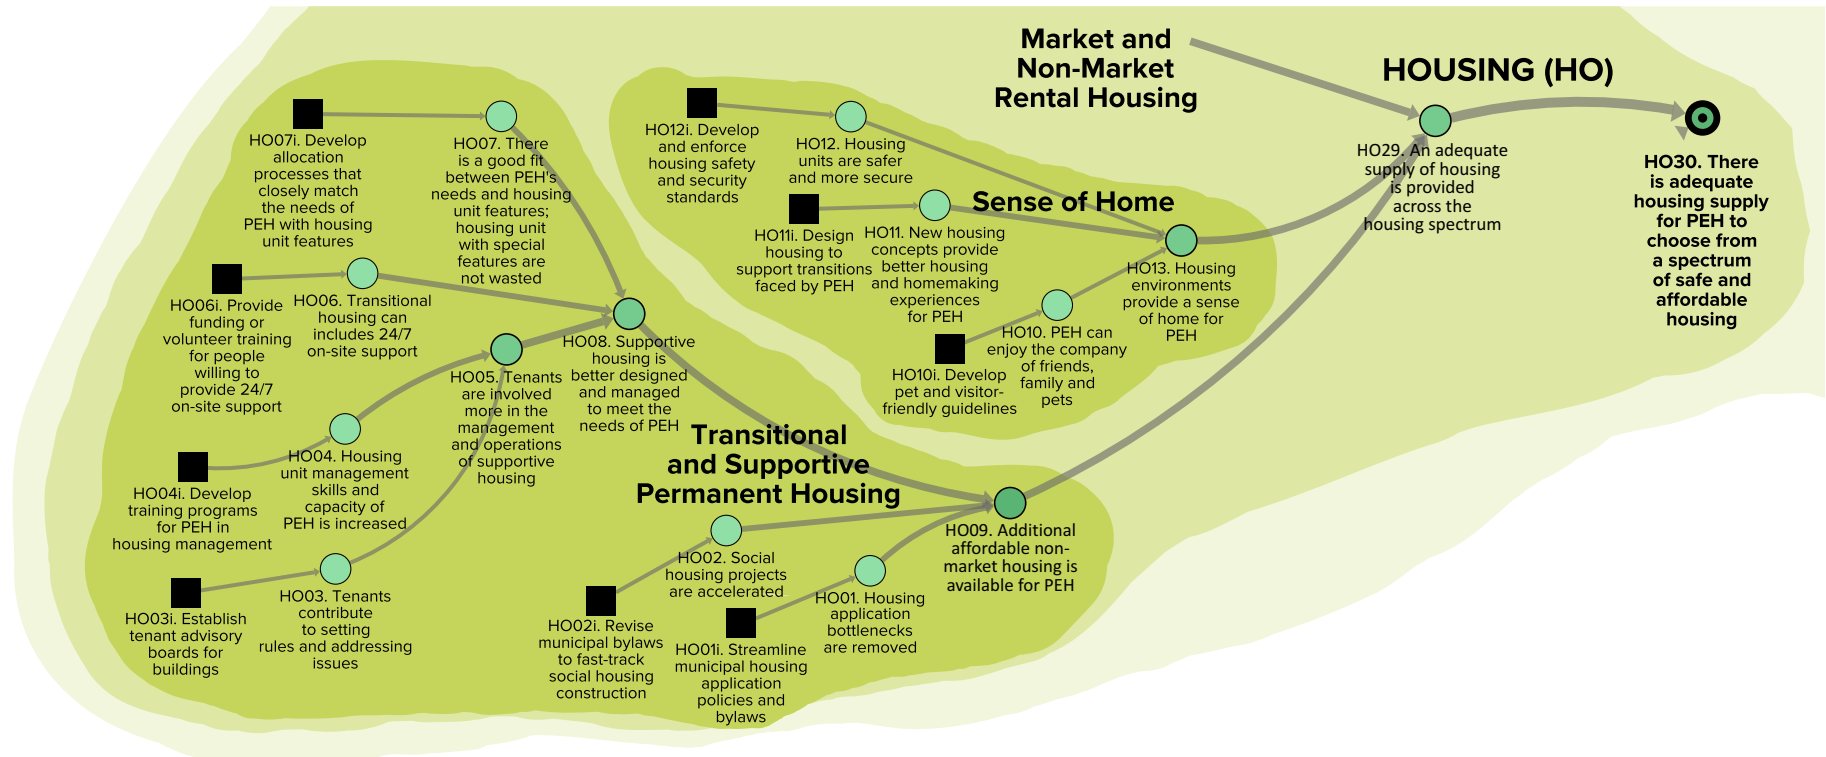 Market and
Non-Market
Rental Housing
HOUSING (HO)
HO07i. Develop
allocation
processes that
closely match
the needs of
PEH with housing
unit features
HO07. There
is a good fit
between PEH's
needs and housing
unit features;
housing unit
with special
features are
not wasted
HO12i. Develop
and enforce
housing safety
and security
standards
HO12. Housing
units are safer
and more secure
Sense of Home
HO11i. Design
housing to
support transitions
faced by PEH
HO11. New housing
concepts provide
better housing
and homemaking
experiences
for PEH
HO13. Housing
environments
provide a sense
of home for
PEH
HO29. An adequate
supply of housing
is provided
across the
housing spectrum
HO30. There
is adequate
housing supply
for PEH to
choose from
a spectrum
of safe and
affordable
housing
HO06i. Provide
funding or
volunteer training
for people
willing to
provide 24/7
on-site support
HO06. Transitional
housing can
includes 24/7
on-site support
HO08. Supportive
housing is
better designed
and managed
to meet the
needs of PEH
HO05. Tenants
are involved
more in the
management
and operations
of supportive
housing
HO10i. Develop
pet and visitor-
friendly guidelines
HO10. PEH can
enjoy the company
of friends,
family and
pets
Transitional
and Supportive
Permanent Housing
HO04i. Develop
training programs
for PEH in
housing management
HO04. Housing
unit management
skills and
capacity of
PEH is increased
HO09. Additional
affordable non-
market housing is
available for PEH
HO03i. Establish
tenant advisory
boards for
buildings
HO03. Tenants
contribute
to setting
rules and addressing
issues
HO02. Social
housing projects
are accelerated
HO02i. Revise
municipal bylaws
to fast-track
social housing
construction
HO01. Housing
application
bottlenecks
are removed
HO01i. Streamline
municipal housing
application
policies and
bylaws